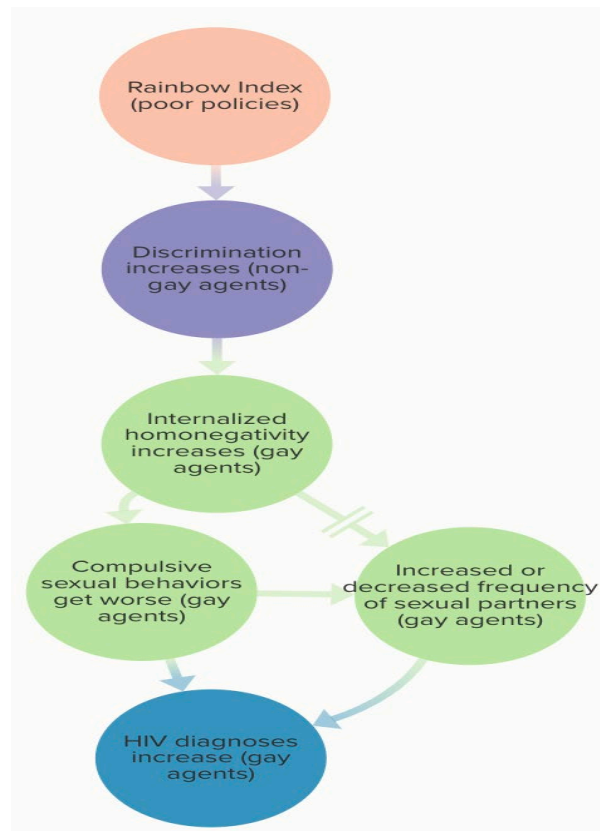 Rainbow Index
(poor policies)
Discrimination
increases (non-
gay agents)
Internalized
homonegativity
increases (gay
agents)
Compulsive
sexual behaviors
get worse (gay
agents)
Increased or
decreased frequency
of sexual partners
(gay agents)
HIV diagnoses
increase (gay
agents)